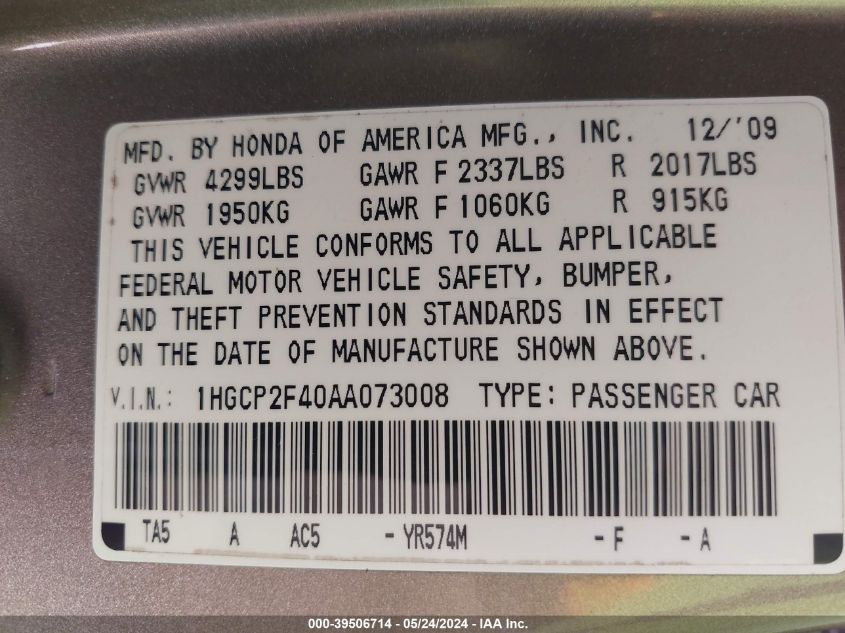 MFD. BY HONDA OF AMERICA MFG., INC. 12/'09
GVWR 4299LBS GAWR F 2337LBS R 2017LBS
GVWR 1950KG GAWR F 1060KG R 915KG
THIS VEHICLE CONFORMS TO ALL APPLICABLE
FEDERAL MOTOR VEHICLE SAFETY, BUMPER,
AND THEFT PREVENTION STANDARDS IN EFFECT
ON THE DATE OF MANUFACTURE SHOWN ABOVE.
V.I.N.: 1HGCP2F40AA073008 TYPE: PASSENGER CAR
TA5 A AC5 - YR574M - F - A
000-39506714 / 05/24/2024 - IAA Inc.